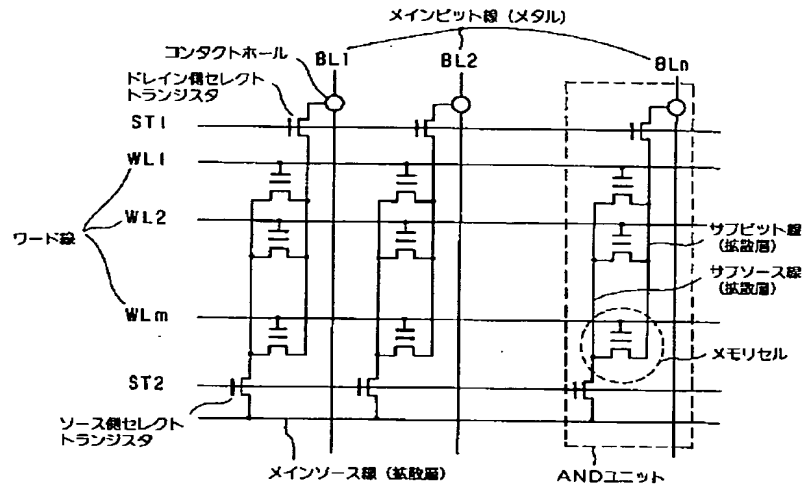 メインビット線（メタル）
コンタクトホール
BL1
BL2
BLn
ドレイン側セレクト
トランジスタ
ST1
WL1
ワード線
WL2
サブビット線
（拡散層）
サブソース線
（拡散層）
WLm
メモリセル
ST2
ソース側セレクト
トランジスタ
メインソース線（拡散層）
ANDユニット